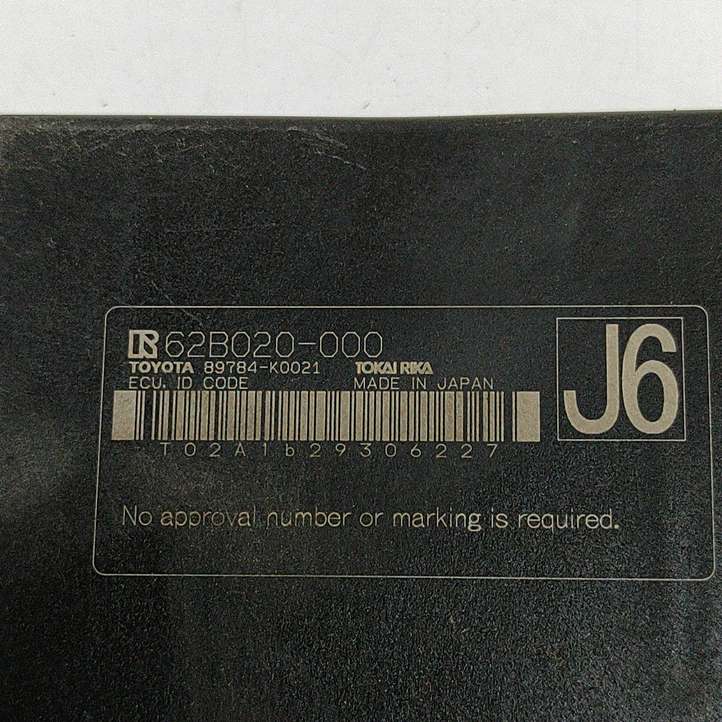 62B020-000
TOYOTA 89784-K0021 TOKAI RIKA
ECU. ID CODE MADE IN JAPAN
J6
T02A1b29306227
No approval number or marking is required.